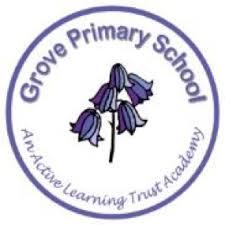 Grove Primary School
An Active Learning Trust Academy